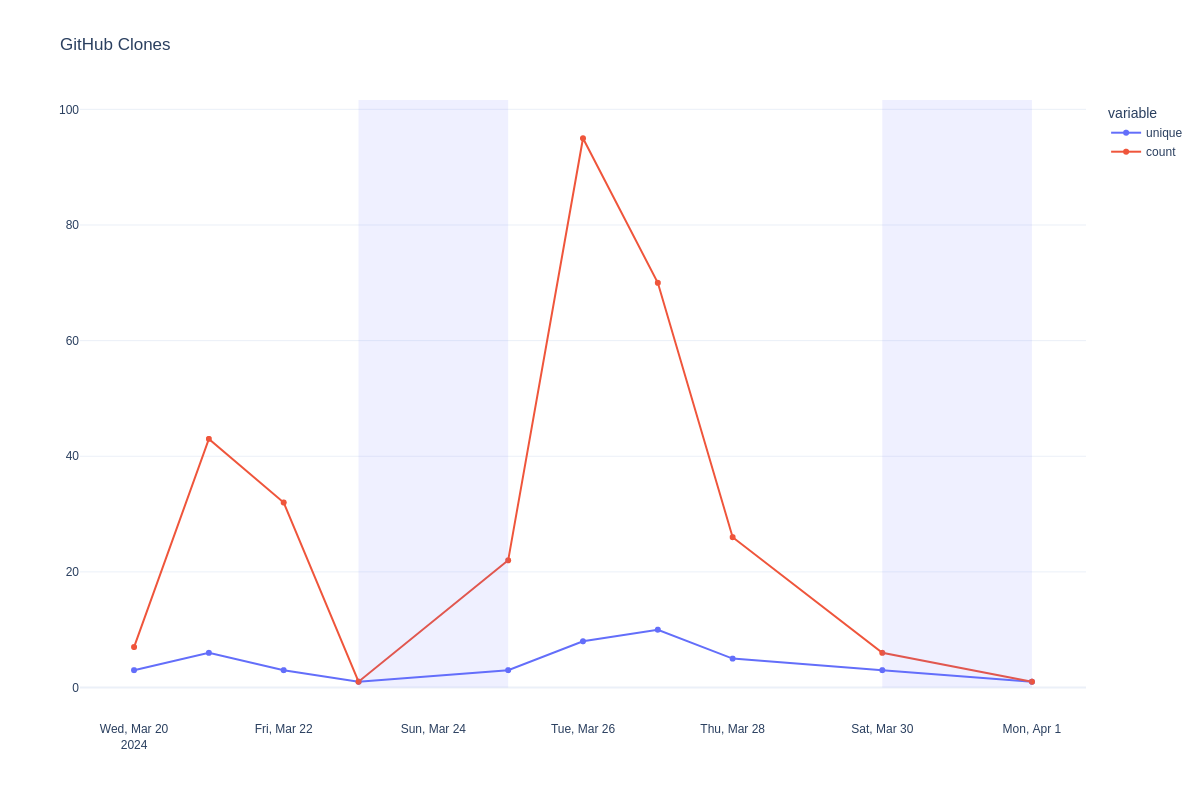 GitHub Clones
100
80
60
40
20
0
Wed, Mar 20
2024
Fri, Mar 22
Sun, Mar 24
Tue, Mar 26
Thu, Mar 28
Sat, Mar 30
Mon, Apr 1
variable
unique
count